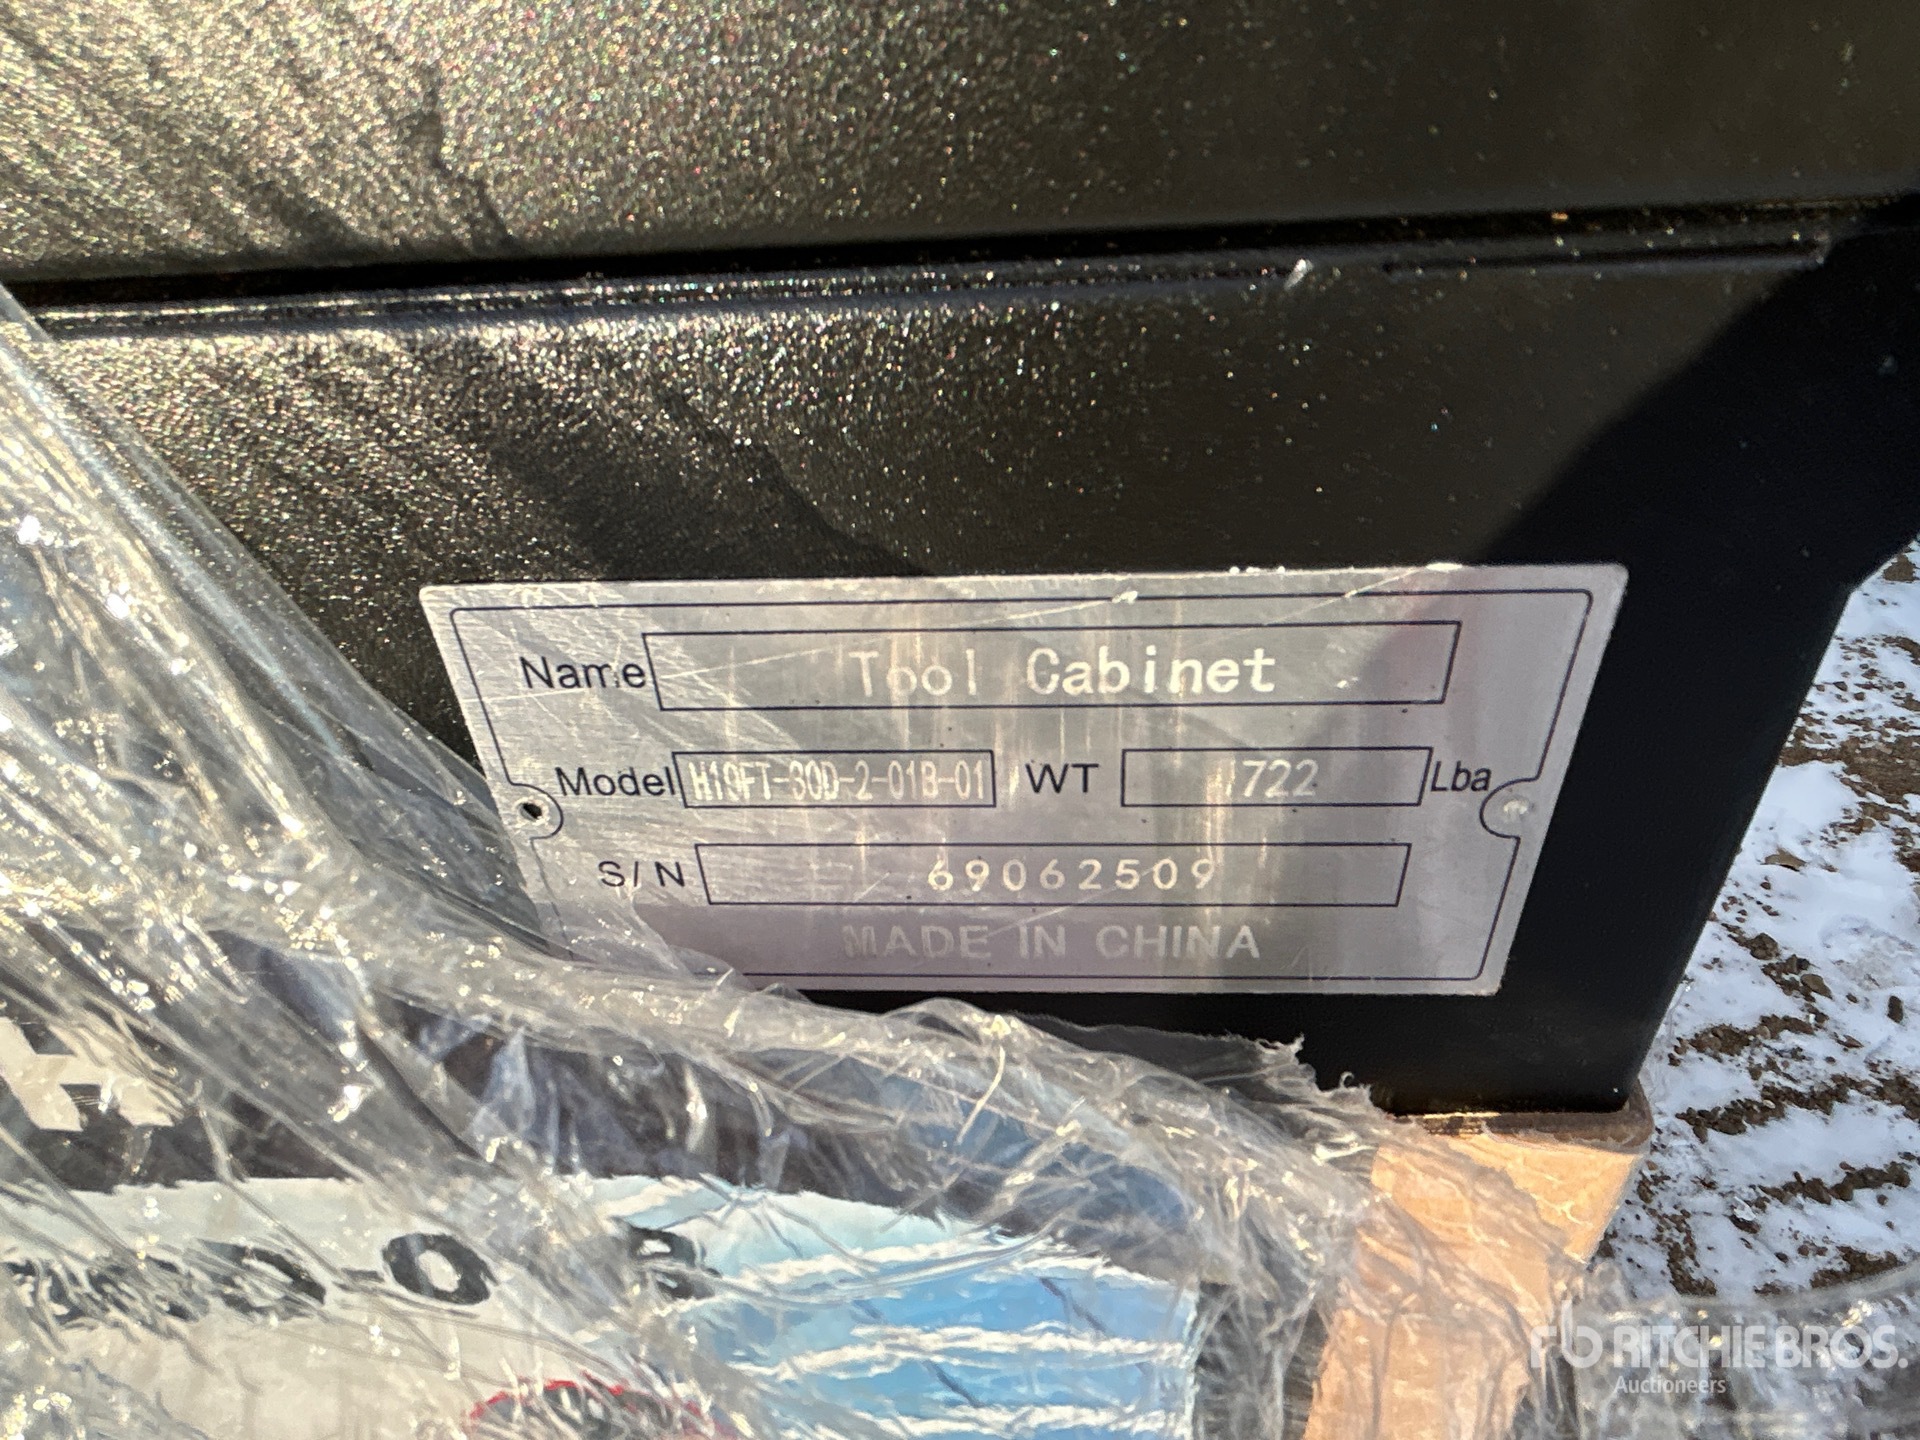 Name Tool Cabinet
Model H19FT-30D-2-01B-01 WT 1722 Lba
S/N 69062509
MADE IN CHINA
RITCHIE BROS.
Auctioneers